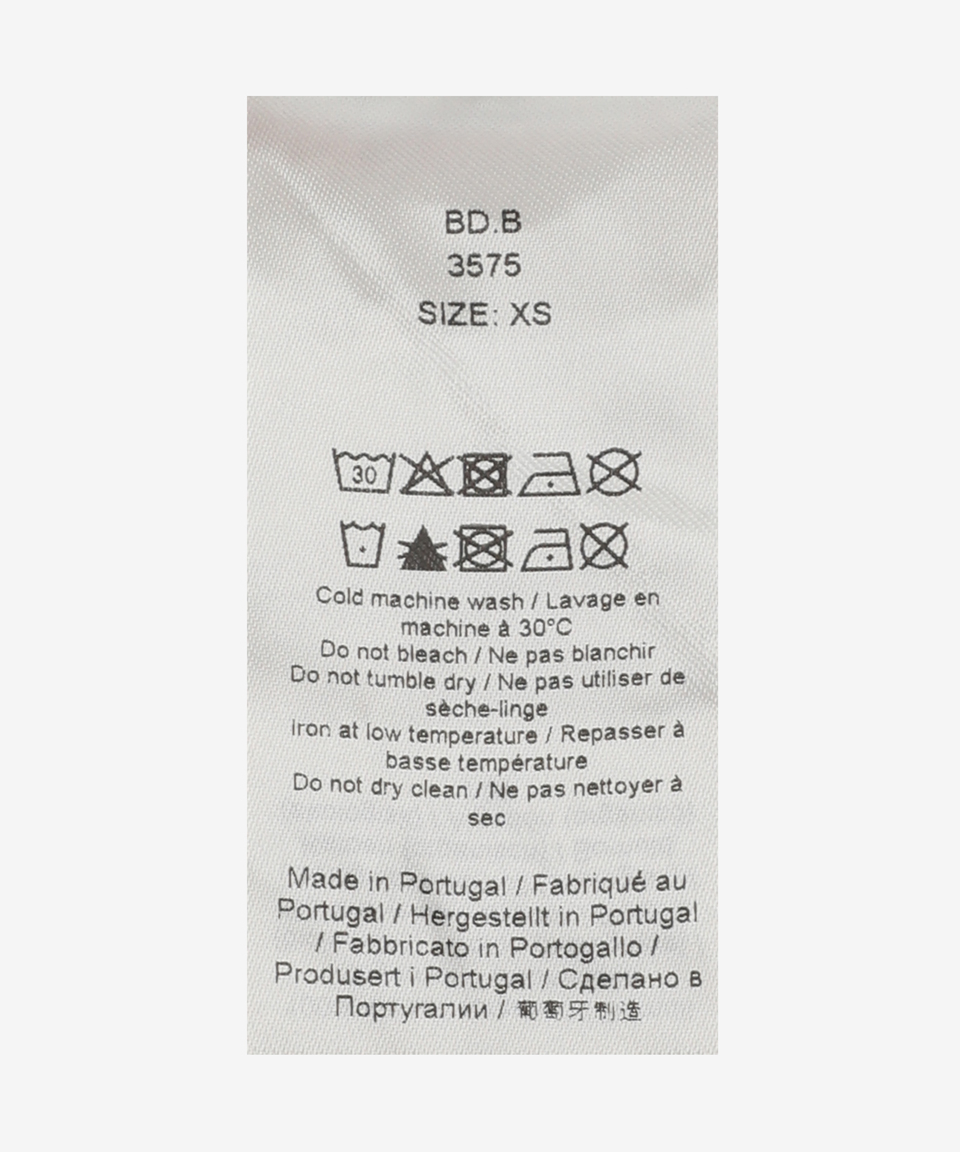 BD.B
3575
SIZE: XS
30
Cold machine wash / Lavage en
machine à 30°C
Do not bleach / Ne pas blanchir
Do not tumble dry / Ne pas utiliser de
sèche-linge
Iron at low temperature / Repasser à
basse température
Do not dry clean / Ne pas nettoyer à
sec
Made in Portugal / Fabriqué au
Portugal / Hergestellt in Portugal
/ Fabbricato in Portogallo /
Produsert i Portugal / Сделано в
Португалии / 葡萄牙制造